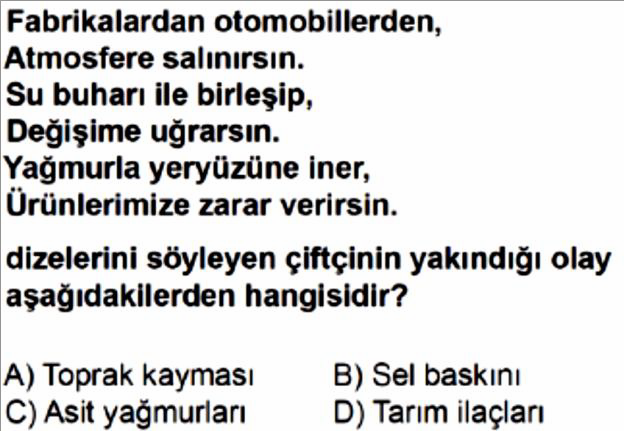 Fabrikalardan otomobillerden,
Atmosfere salınırsın.
Su buharı ile birleşip,
Değişime uğrarsın.
Yağmurla yeryüzüne iner,
Ürünlerimize zarar verirsin.
dizelerini söyleyen çiftçinin yakındığı olay
aşağıdakilerden hangisidir?
A) Toprak kayması B) Sel baskını
C) Asit yağmurları D) Tarım ilaçları